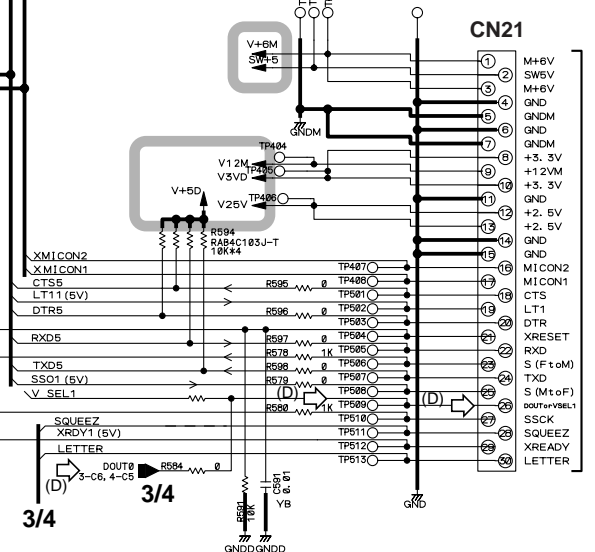 CN21
V+6M
SW+5
1 M+6V
2 SW5V
3 M+6V
4 GND
5 GNDM
6 GND
7 GNDM
8 +3.3V
9 +12VM
10 +3.3V
11 GND
12 +2.5V
13 +2.5V
14 GND
15 GND
16 MICON2
17 MICON1
18 CTS
19 LT1
20 DTR
21 XRESET
22 RXD
23 S(FtoM)
24 TXD
25 S(MtoF)
26 DOUTorVSEL1
27 SSCK
28 SQUEEZ
29 XREADY
30 LETTER
GNDM
TP404
V12M
TP405
V3VD
V+5D
TP406
V25V
R594
RAB4C103J-T
10K*4
XMICON2
XMICON1
TP407
CTS5
R595 0
TP408
LT11(5V)
TP501
DTR5
R596 0
TP502
TP503
RXD5
R597 0
TP504
R578 1K
TP505
TXD5
R598 0
TP506
SSO1(5V)
R579 0
TP507
V SEL1
(D)
TP508
(D)
R580 1K
TP509
SQUEEZ
TP510
XRDY1(5V)
TP511
LETTER
TP512
TP513
(D)
DOUT0
3-C6,4-C5
R584 0
3/4
3/4
R591
10K
C591
0.01
YB
GND
GNDD
GNDD